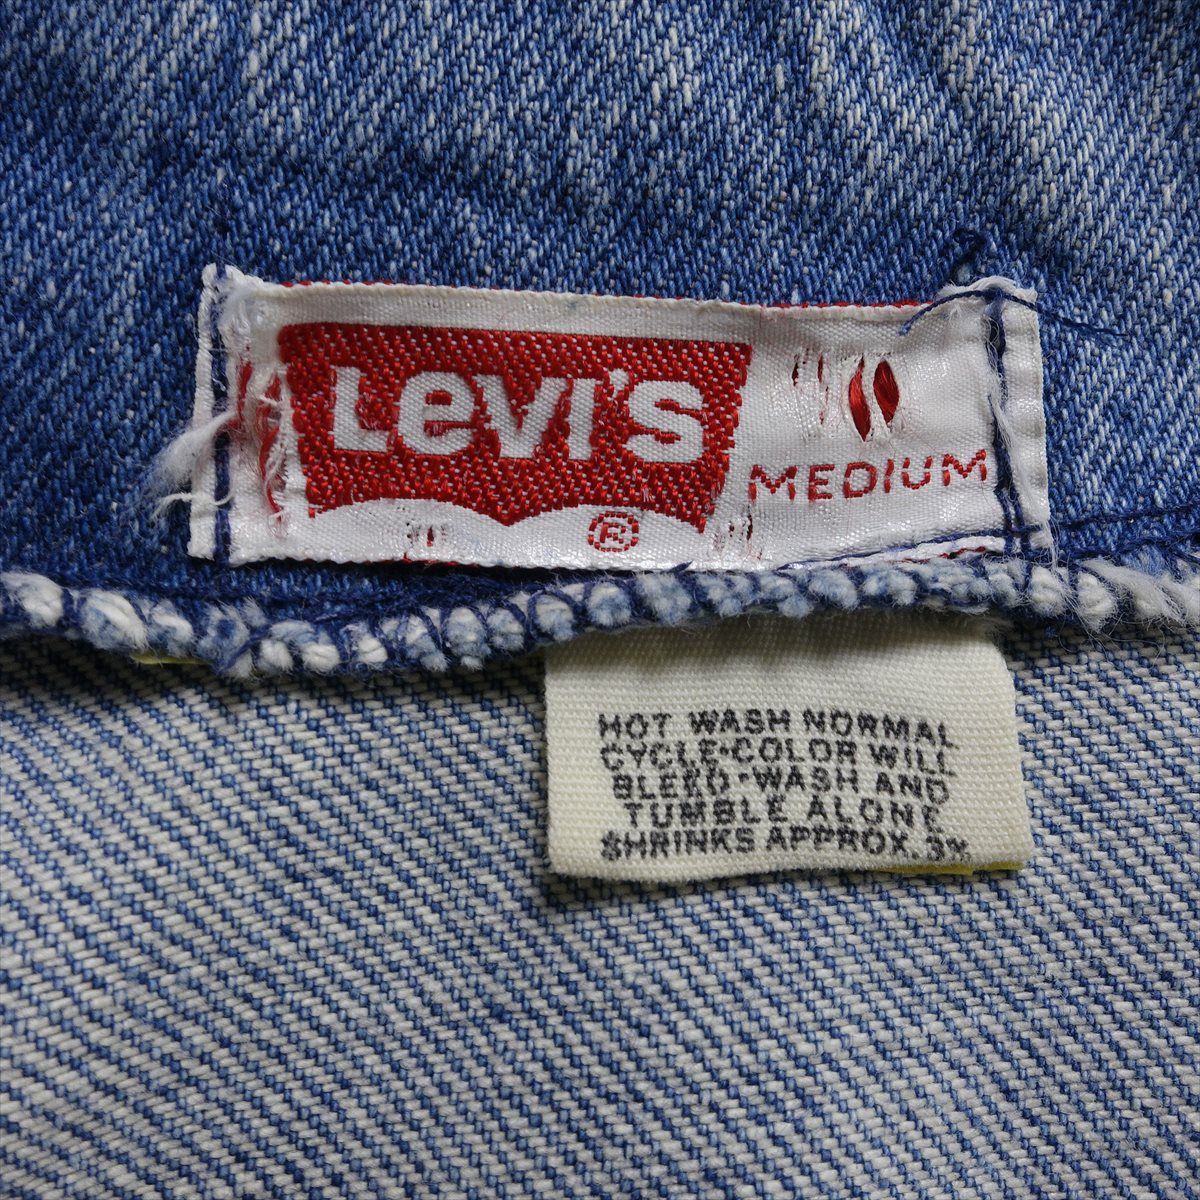 Levi's
®
MEDIUM
HOT WASH NORMAL
CYCLE·COLOR WILL
BLEED·WASH AND
TUMBLE ALONE
SHRINKS APPROX. 3%